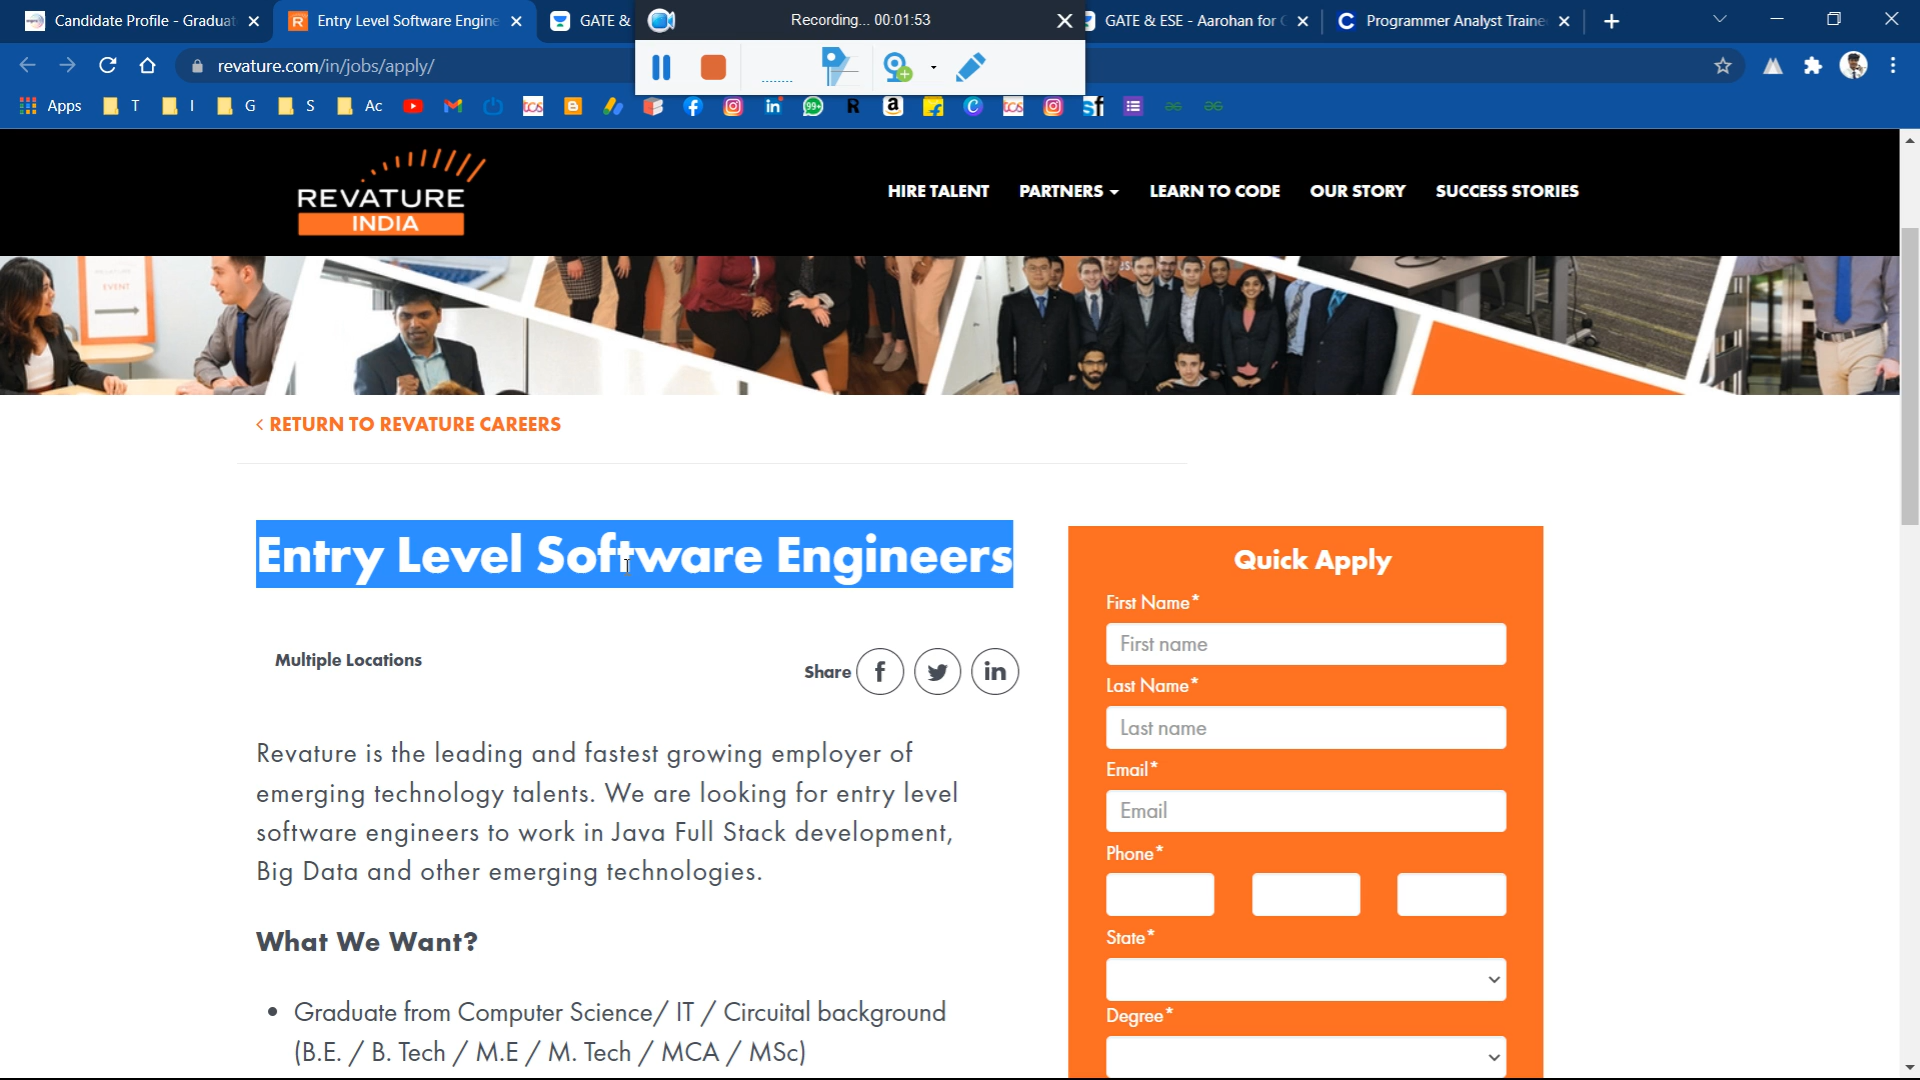 Candidate Profile - Graduat
Entry Level Software Engine
GATE &
Recording... 00:01:53
GATE & ESE - Aarohan for
Programmer Analyst Traine
revature.com/in/jobs/apply/
Apps
T
I
G
S
Ac
REVATURE
INDIA
HIRE TALENT
PARTNERS
LEARN TO CODE
OUR STORY
SUCCESS STORIES
< RETURN TO REVATURE CAREERS
Entry Level Software Engineers
Multiple Locations
Share
Revature is the leading and fastest growing employer of
emerging technology talents. We are looking for entry level
software engineers to work in Java Full Stack development,
Big Data and other emerging technologies.
What We Want?
• Graduate from Computer Science/ IT / Circuital background
(B.E. / B. Tech / M.E / M. Tech / MCA / MSc)
Quick Apply
First Name*
First name
Last Name*
Last name
Email*
Email
Phone*
State*
Degree*